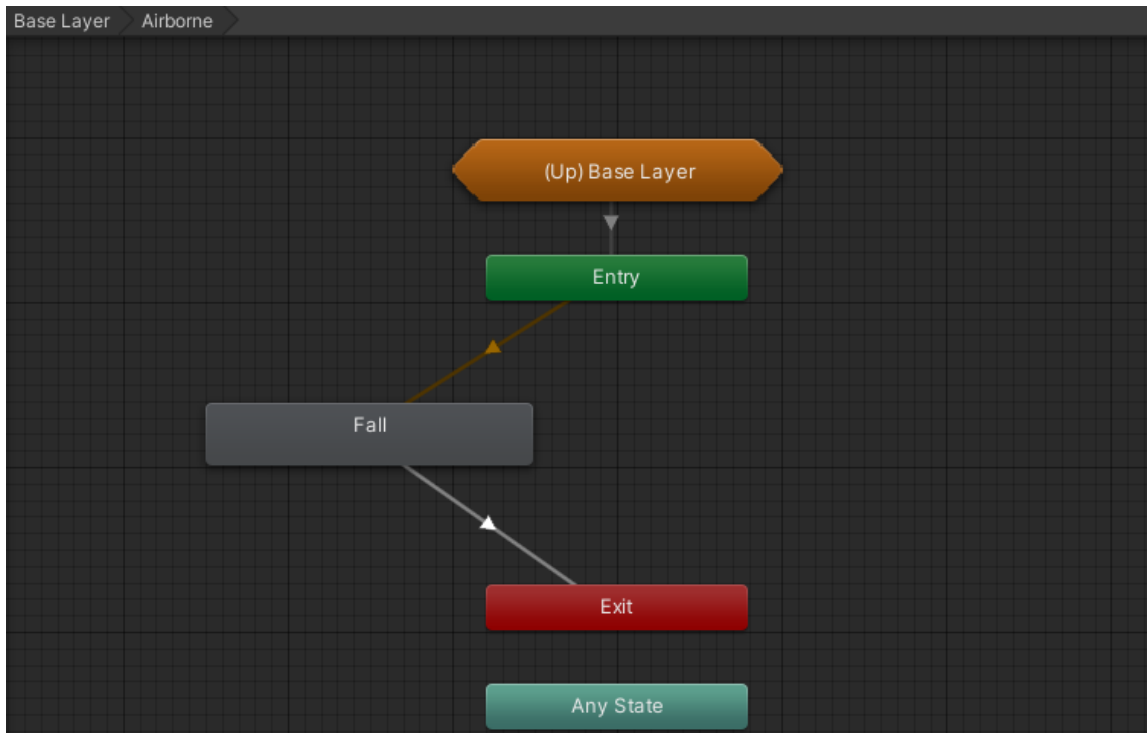 Base Layer Airborne
(Up) Base Layer
Entry
Fall
Exit
Any State